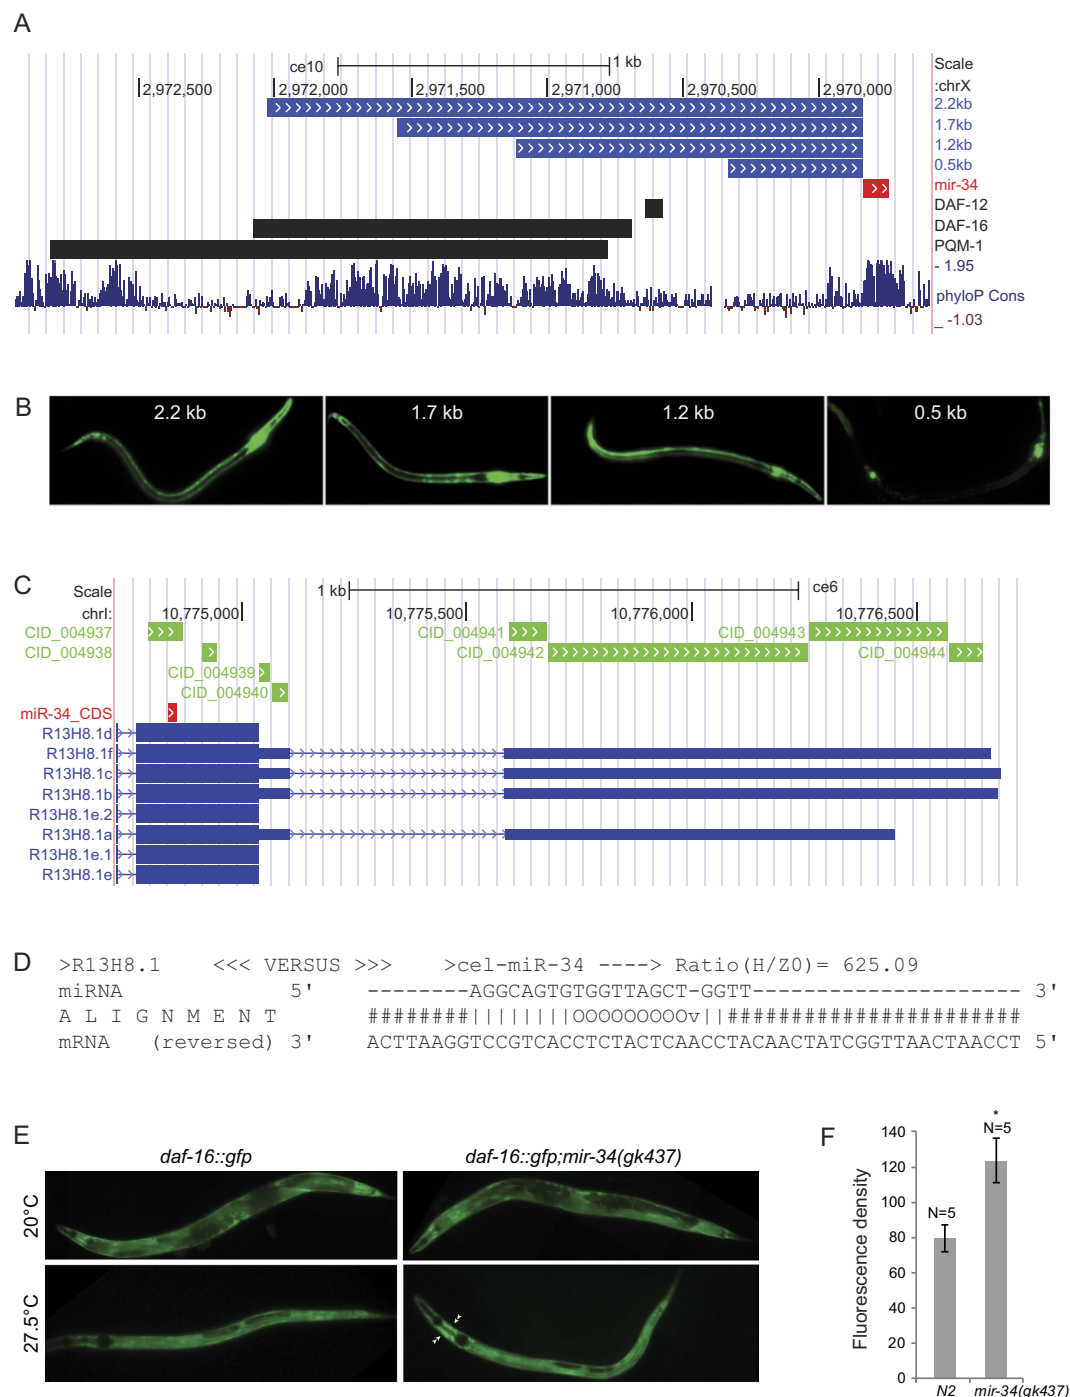 A
ce10 1 kb Scale
2,972,500 2,972,000 2,971,500 2,971,000 2,970,500 2,970,000 :chrX
2.2kb
1.7kb
1.2kb
0.5kb
mir-34
DAF-12
DAF-16
PQM-1
- 1.95
phyloP Cons
_ -1.03
B
2.2 kb 1.7 kb 1.2 kb 0.5 kb
C
Scale 1 kb ce6
chrI: 10,775,000 10,775,500 10,776,000 10,776,500
CID_004937 CID_004941 CID_004943
CID_004938 CID_004942 CID_004944
CID_004939
CID_004940
miR-34_CDS
R13H8.1d
R13H8.1f
R13H8.1c
R13H8.1b
R13H8.1e.2
R13H8.1a
R13H8.1e.1
R13H8.1e
D >R13H8.1 <<< VERSUS >>> >cel-miR-34 ----> Ratio(H/Z0)= 625.09
miRNA 5' --------AGGCAGTGTGGTTAGCT-GGTT--------------------- 3'
A L I G N M E N T ########||||||||OOOOOOOOOv||#######################
mRNA (reversed) 3' ACTTAAGGTCCGTCACCTCTACTCAACCTACAACTATCGGTTAACTAACCT 5'
E
daf-16::gfp daf-16::gfp;mir-34(gk437)
20°C
27.5°C
F
Fluorescence density
140
120
100
80
60
40
20
0
N=5
*
N=5
N2 mir-34(gk437)